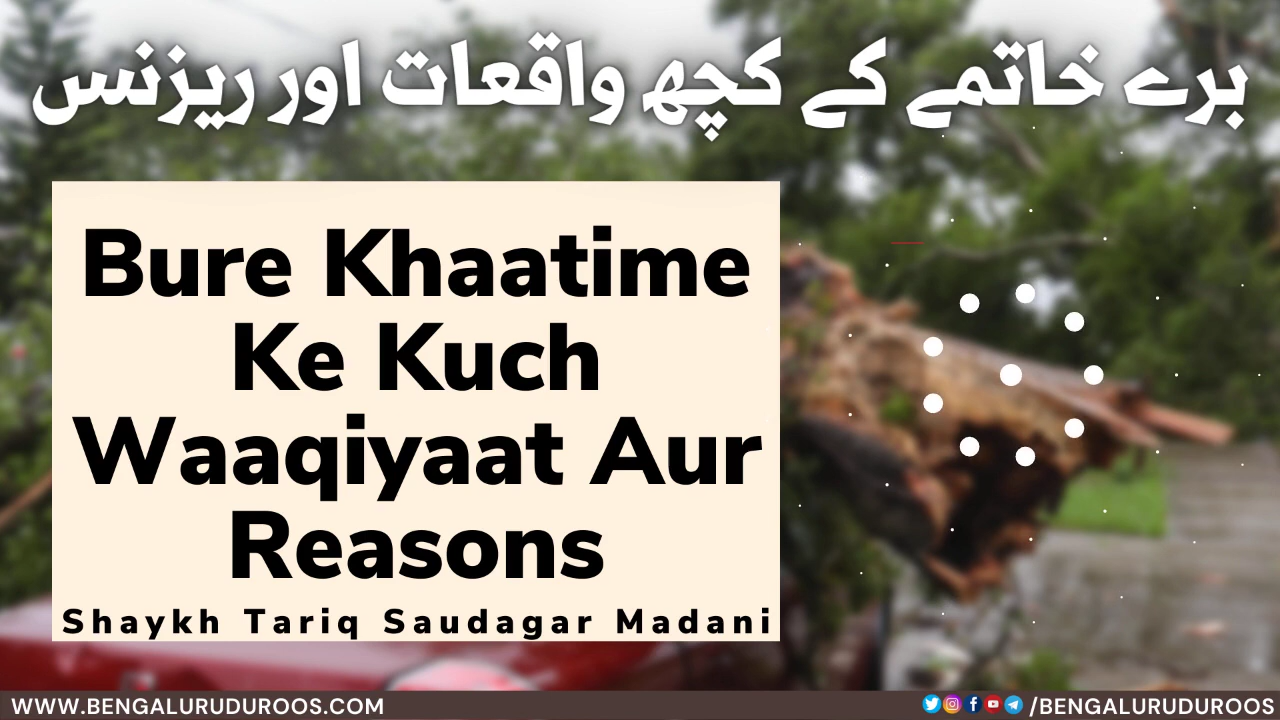 برے خاتمے کے کچھ واقعات اور ریزنس
Bure Khaatime
Ke Kuch
Waaqiyaat Aur
Reasons
Shaykh Tariq Saudagar Madani
WWW.BENGALURUDUROOS.COM
/BENGALURUDUROOS